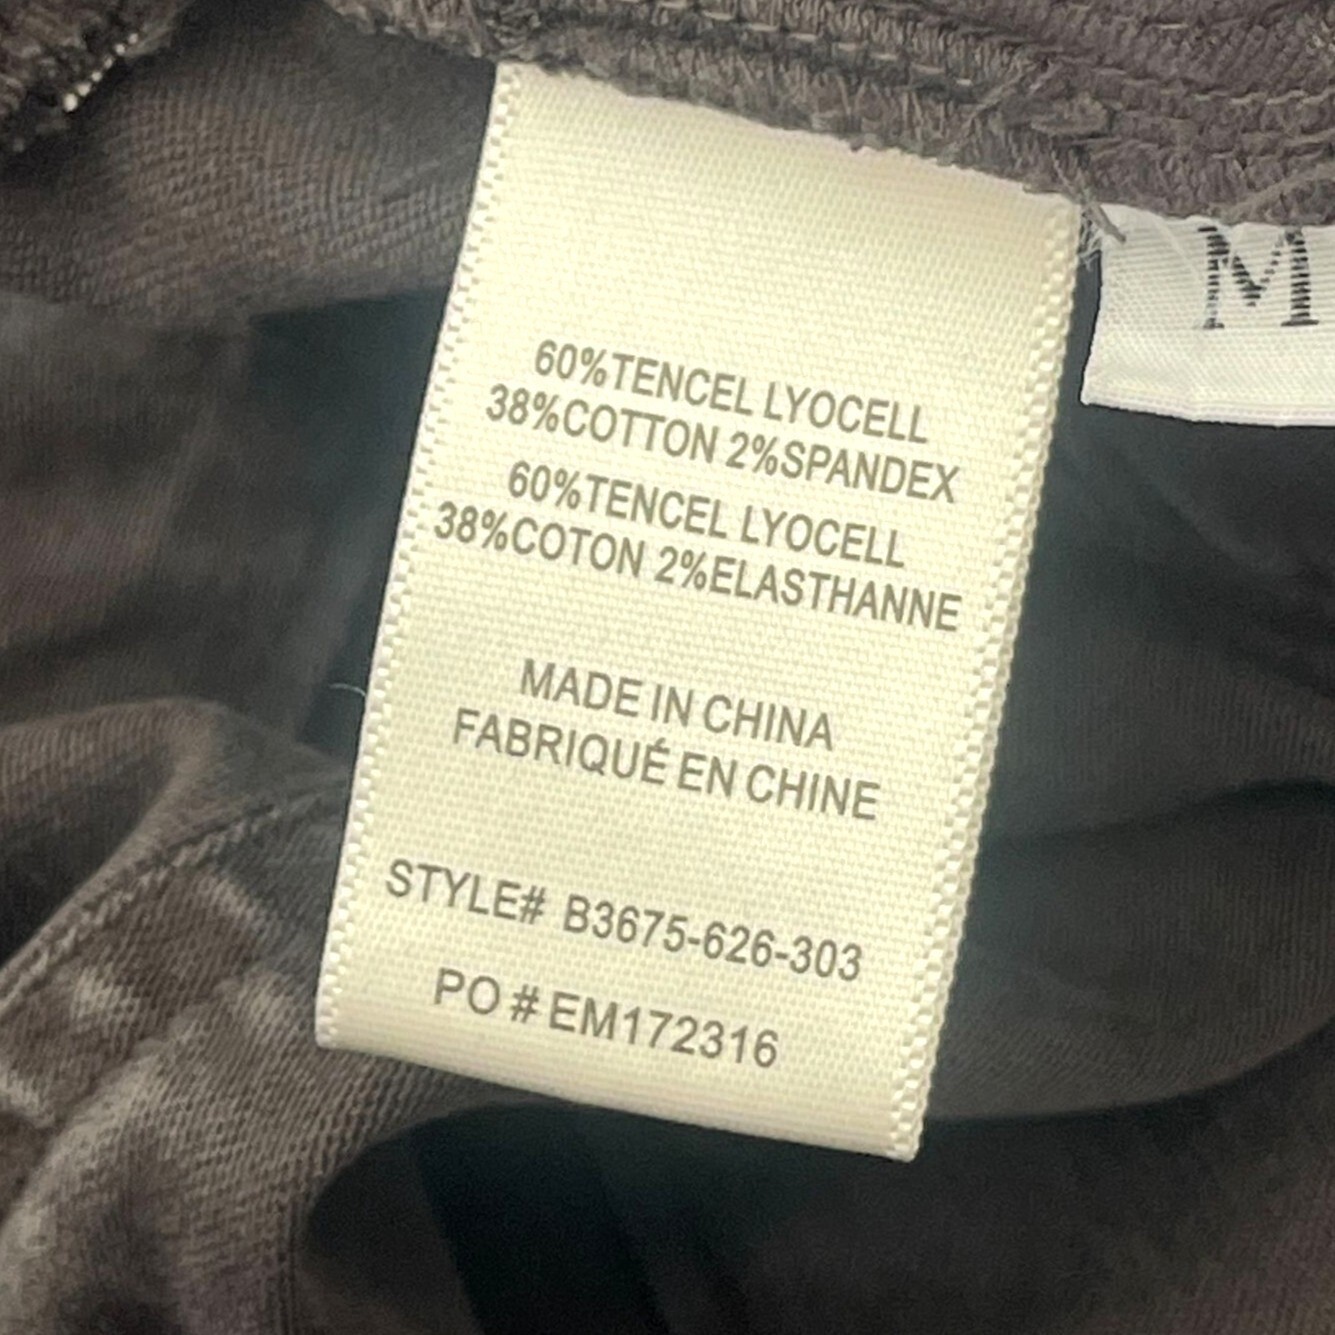 60%TENCEL LYOCELL
38%COTTON 2%SPANDEX
60%TENCEL LYOCELL
38%COTON 2%ELASTHANNE
MADE IN CHINA
FABRIQUÉ EN CHINE
STYLE# B3675-626-303
PO # EM172316
M